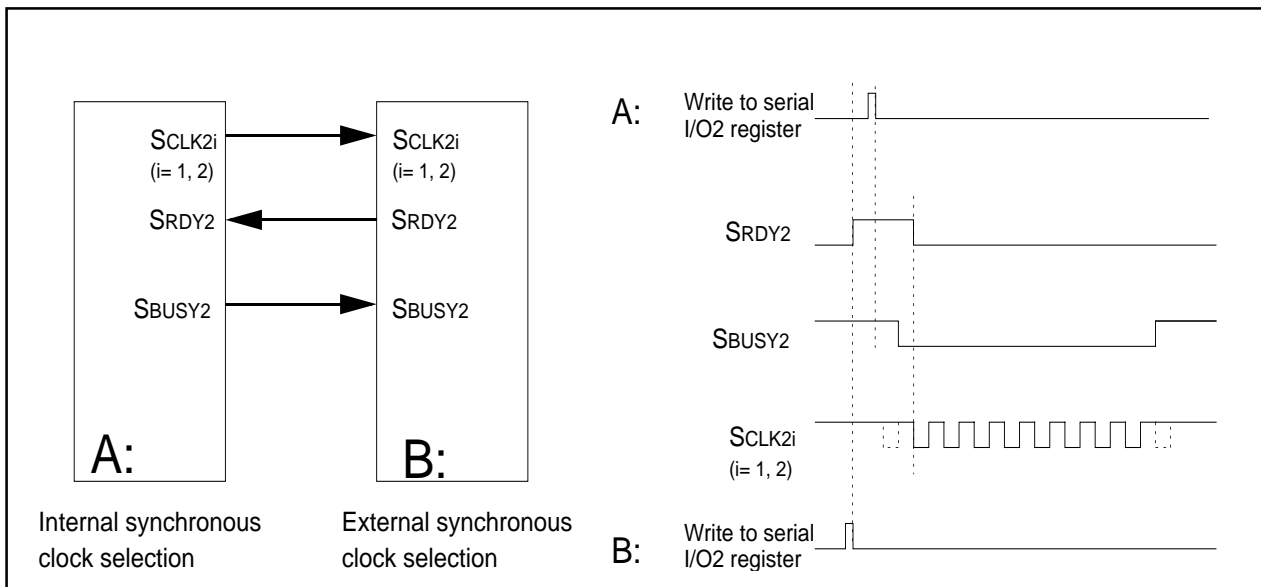 SCLK2i
(i= 1, 2)
SRDY2
SBUSY2
A:
Internal synchronous
clock selection
SCLK2i
(i= 1, 2)
SRDY2
SBUSY2
B:
External synchronous
clock selection
A:
Write to serial
I/O2 register
SRDY2
SBUSY2
SCLK2i
(i= 1, 2)
B:
Write to serial
I/O2 register